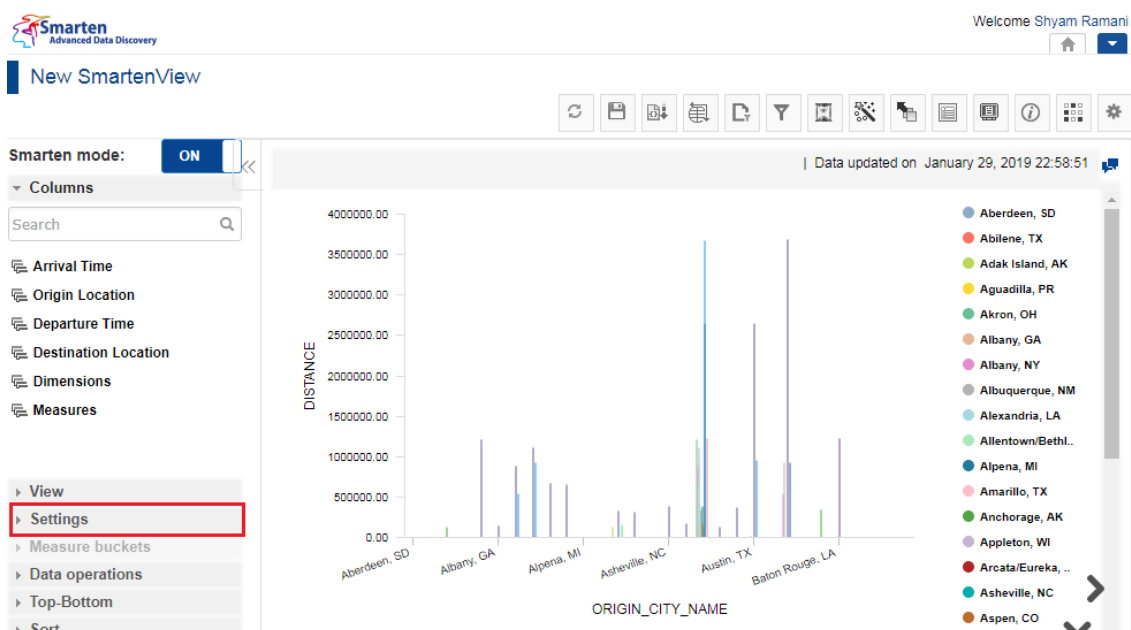 Smarten
Advanced Data Discovery
Welcome Shyam Ramani
New SmartenView
Smarten mode:
ON
| Data updated on January 29, 2019 22:58:51
Columns
Search
Arrival Time
Origin Location
Departure Time
Destination Location
Dimensions
Measures
View
Settings
Measure buckets
Data operations
Top-Bottom
Sort
DISTANCE
4000000.00
3500000.00
3000000.00
2500000.00
2000000.00
1500000.00
1000000.00
500000.00
0.00
Aberdeen, SD
Albany, GA
Alpena, MI
Asheville, NC
Austin, TX
Baton Rouge, LA
ORIGIN_CITY_NAME
Aberdeen, SD
Abilene, TX
Adak Island, AK
Aguadilla, PR
Akron, OH
Albany, GA
Albany, NY
Albuquerque, NM
Alexandria, LA
Allentown/Bethl..
Alpena, MI
Amarillo, TX
Anchorage, AK
Appleton, WI
Arcata/Eureka, ..
Asheville, NC
Aspen, CO